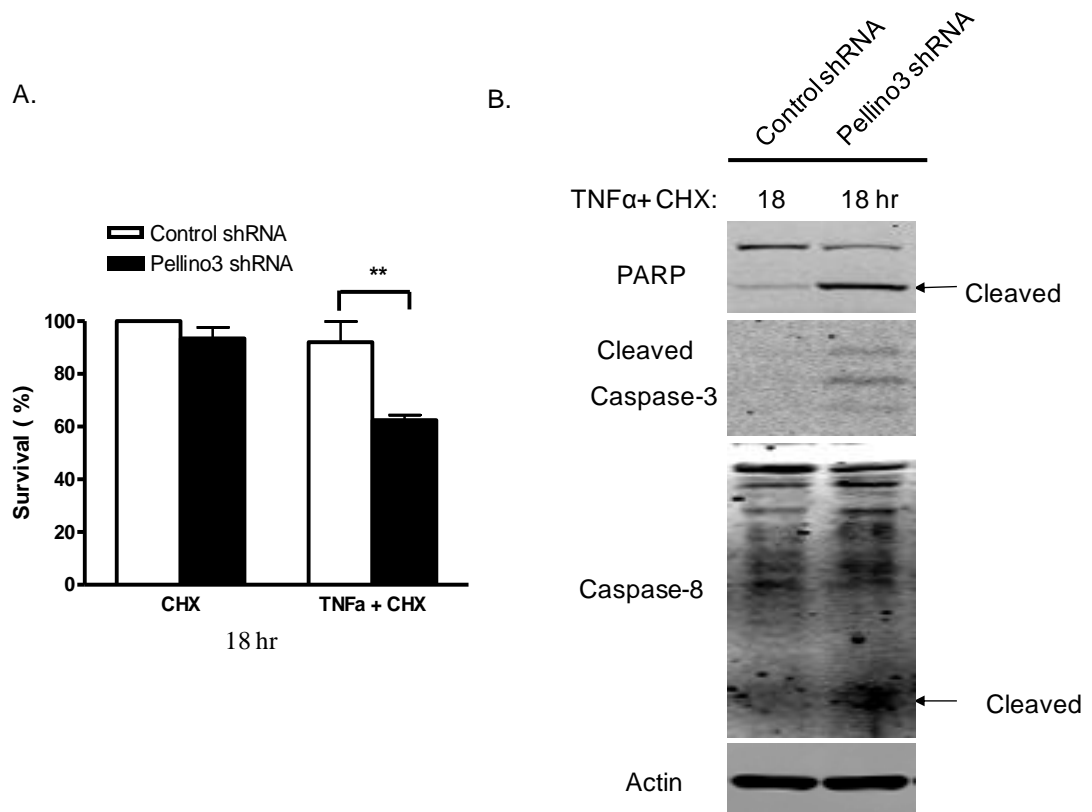 A.
Control shRNA
Pellino3 shRNA
**
100
80
60
40
20
0
Survival ( %)
CHX
TNFa + CHX
18 hr
B.
Control shRNA
Pellino3 shRNA
TNFα+ CHX:
18
18 hr
PARP
Cleaved
Cleaved
Caspase-3
Caspase-8
Cleaved
Actin